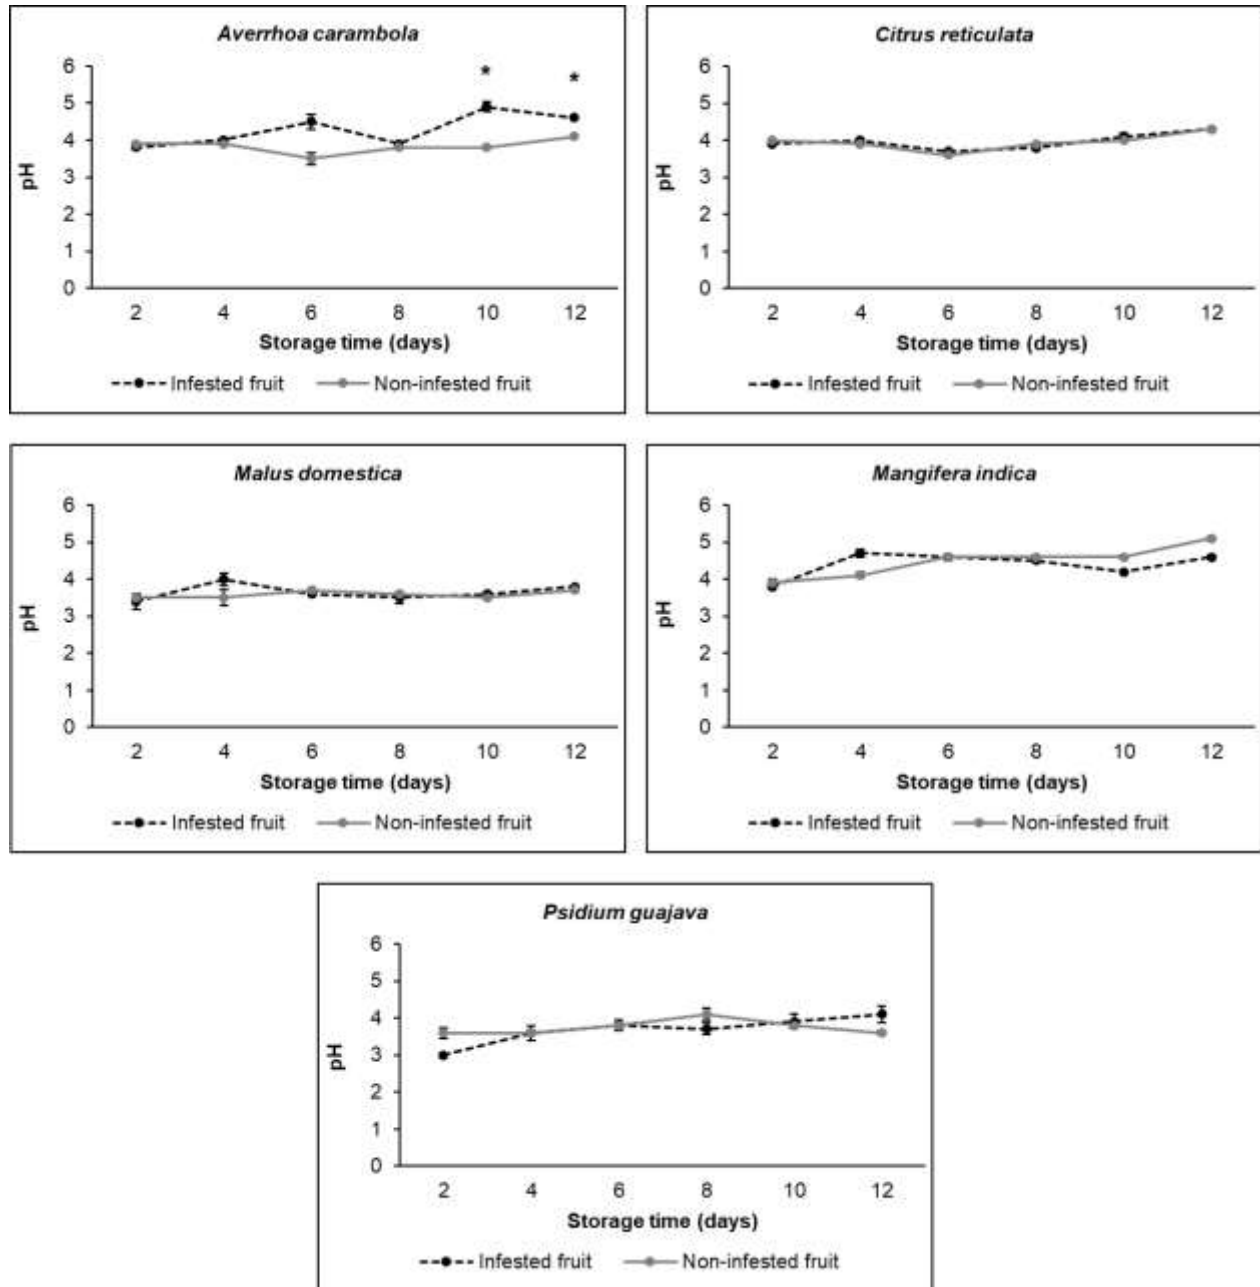 Averrhoa carambola
* *
6
5
4
3
2
1
0
pH
2 4 6 8 10 12
Storage time (days)
Infested fruit Non-infested fruit
Citrus reticulata
6
5
4
3
2
1
0
pH
2 4 6 8 10 12
Storage time (days)
Infested fruit Non-infested fruit
Malus domestica
6
5
4
3
2
1
0
pH
2 4 6 8 10 12
Storage time (days)
Infested fruit Non-infested fruit
Mangifera indica
6
5
4
3
2
1
0
pH
2 4 6 8 10 12
Storage time (days)
Infested fruit Non-infested fruit
Psidium guajava
6
5
4
3
2
1
0
pH
2 4 6 8 10 12
Storage time (days)
Infested fruit Non-infested fruit